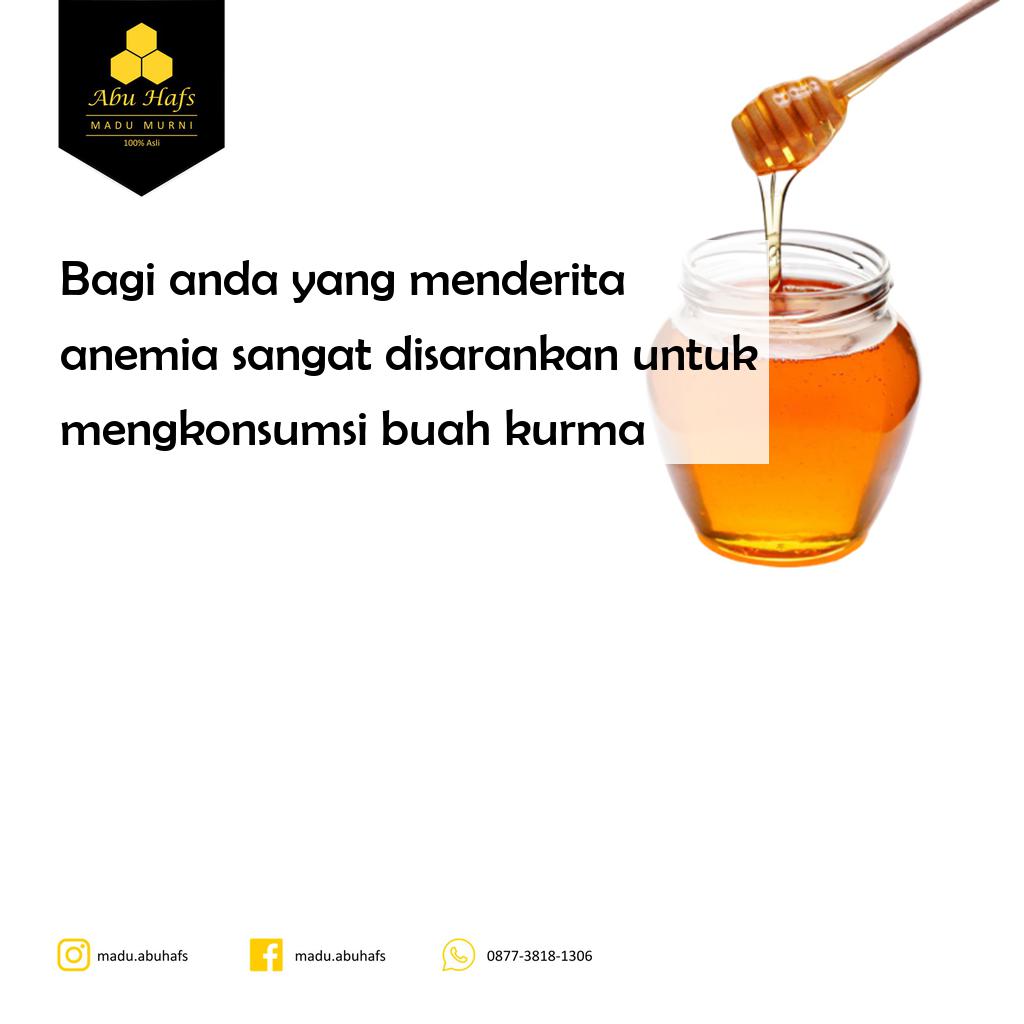 Abu Hafs
MADU MURNI
100% Asli
Bagi anda yang menderita
anemia sangat disarankan untuk
mengkonsumsi buah kurma
madu.abuhafs
madu.abuhafs
0877-3818-1306